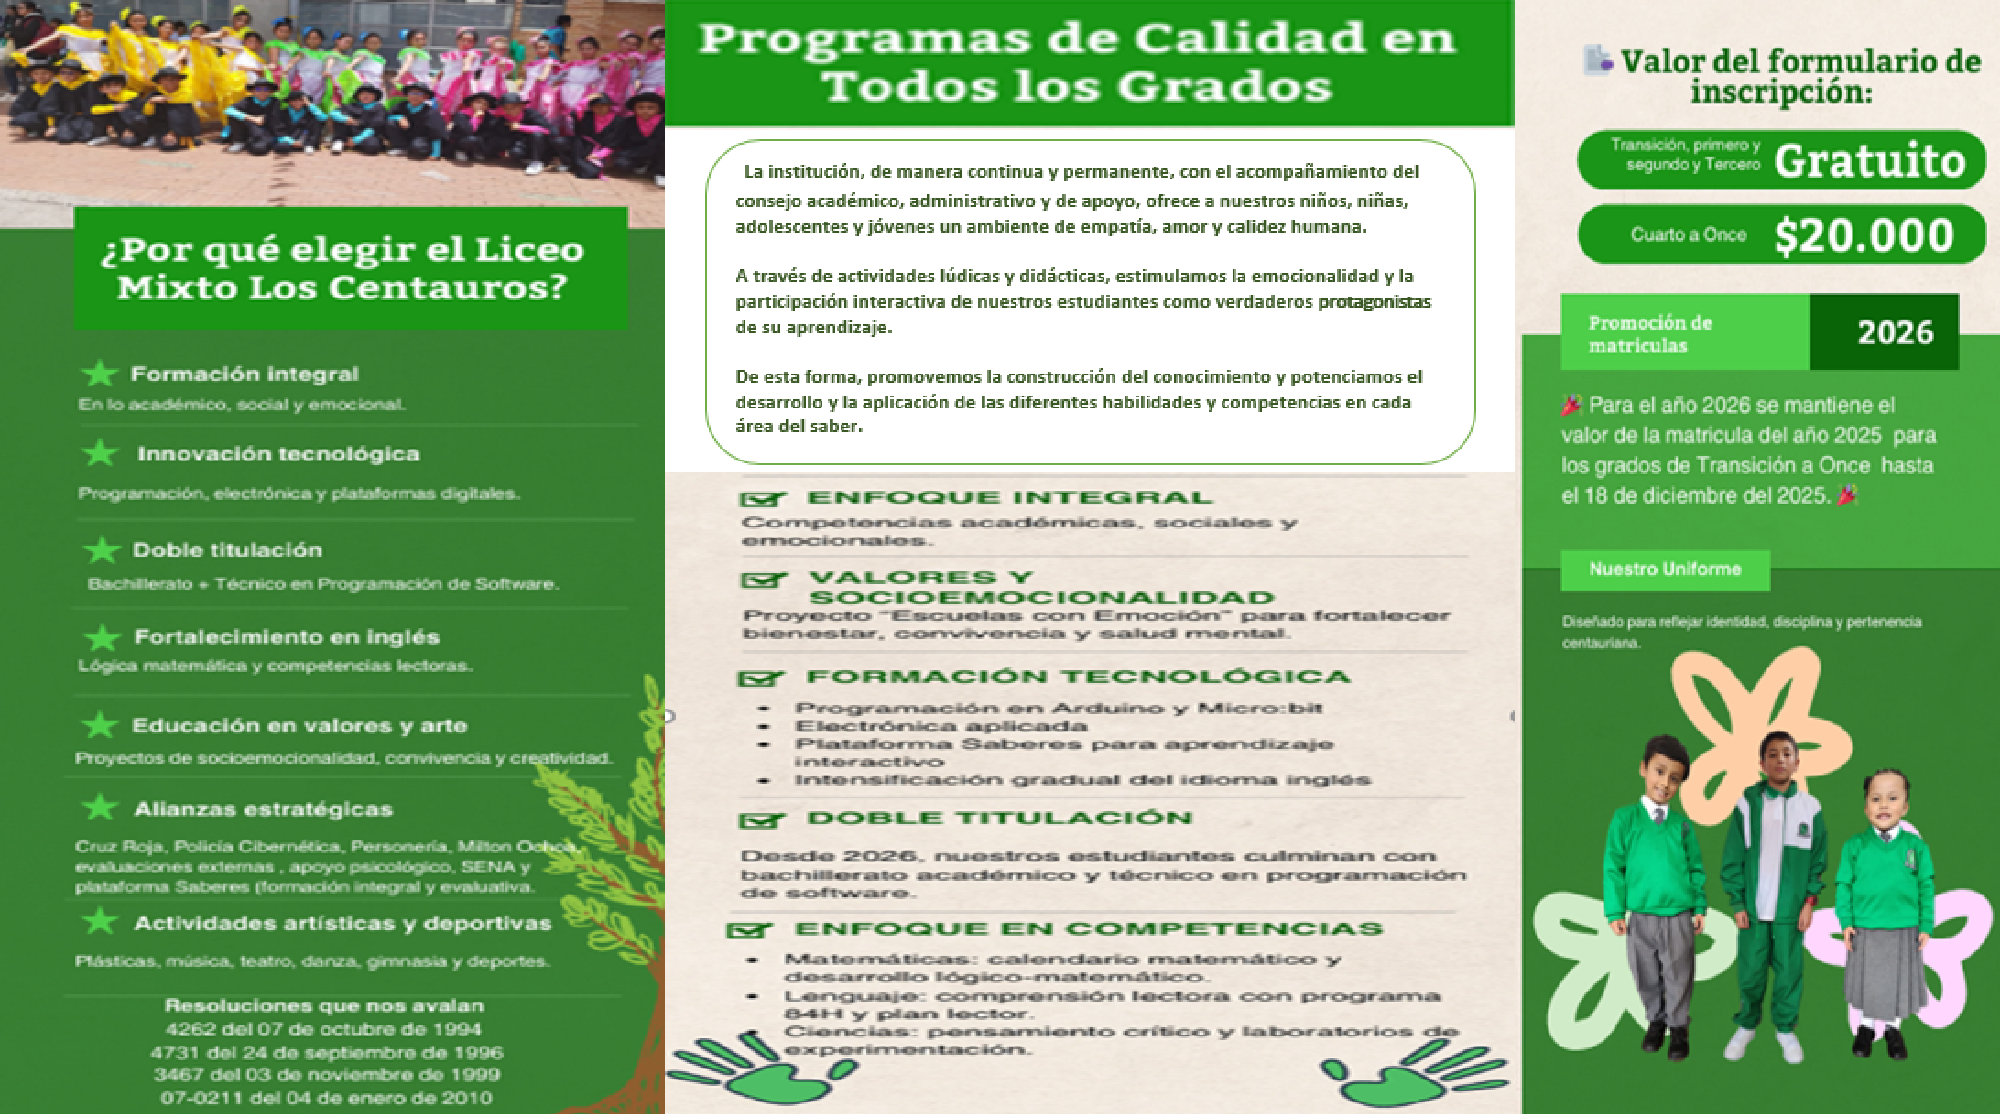 ¿Por qué elegir el Liceo
Mixto Los Centauros?
Formación integral
En lo académico, social y emocional.
Innovación tecnológica
Programación, electrónica y plataformas digitales.
Doble titulación
Bachillerato + Técnico en Programación de Software.
Fortalecimiento en inglés
Lógica matemática y competencias lectoras.
Educación en valores y arte
Proyectos de socioemocionalidad, convivencia y creatividad.
Alianzas estratégicas
Cruz Roja, Policía Cibernética, Personería, Milton Ochoa,
evaluaciones externas , apoyo psicológico, SENA y
plataforma Saberes (formación integral y evaluativa.
Actividades artísticas y deportivas
Plásticas, música, teatro, danza, gimnasia y deportes.
Resoluciones que nos avalan
4262 del 07 de octubre de 1994
4731 del 24 de septiembre de 1996
3467 del 03 de noviembre de 1999
07-0211 del 04 de enero de 2010
Programas de Calidad en
Todos los Grados
La institución, de manera continua y permanente, con el acompañamiento del
consejo académico, administrativo y de apoyo, ofrece a nuestros niños, niñas,
adolescentes y jóvenes un ambiente de empatía, amor y calidez humana.
A través de actividades lúdicas y didácticas, estimulamos la emocionalidad y la
participación interactiva de nuestros estudiantes como verdaderos protagonistas
de su aprendizaje.
De esta forma, promovemos la construcción del conocimiento y potenciamos el
desarrollo y la aplicación de las diferentes habilidades y competencias en cada
área del saber.
ENFOQUE INTEGRAL
Competencias académicas, sociales y
emocionales.
VALORES Y
SOCIOEMOCIONALIDAD
Proyecto "Escuelas con Emoción" para fortalecer
bienestar, convivencia y salud mental.
FORMACIÓN TECNOLÓGICA
• Programación en Arduino y Micro:bit
• Electrónica aplicada
• Plataforma Saberes para aprendizaje
interactivo
• Intensificación gradual del idioma inglés
DOBLE TITULACIÓN
Desde 2026, nuestros estudiantes culminan con
bachillerato académico y técnico en programación
de software.
ENFOQUE EN COMPETENCIAS
• Matemáticas: calendario matemático y
desarrollo lógico-matemático.
• Lenguaje: comprensión lectora con programa
84H y plan lector.
• Ciencias: pensamiento crítico y laboratorios de
experimentación.
Valor del formulario de
inscripción:
Transición, primero y
segundo y Tercero
Gratuito
Cuarto a Once
$20.000
Promoción de
matriculas
2026
Para el año 2026 se mantiene el
valor de la matricula del año 2025 para
los grados de Transición a Once hasta
el 18 de diciembre del 2025.
Nuestro Uniforme
Diseñado para reflejar identidad, disciplina y pertenencia
centauriana.